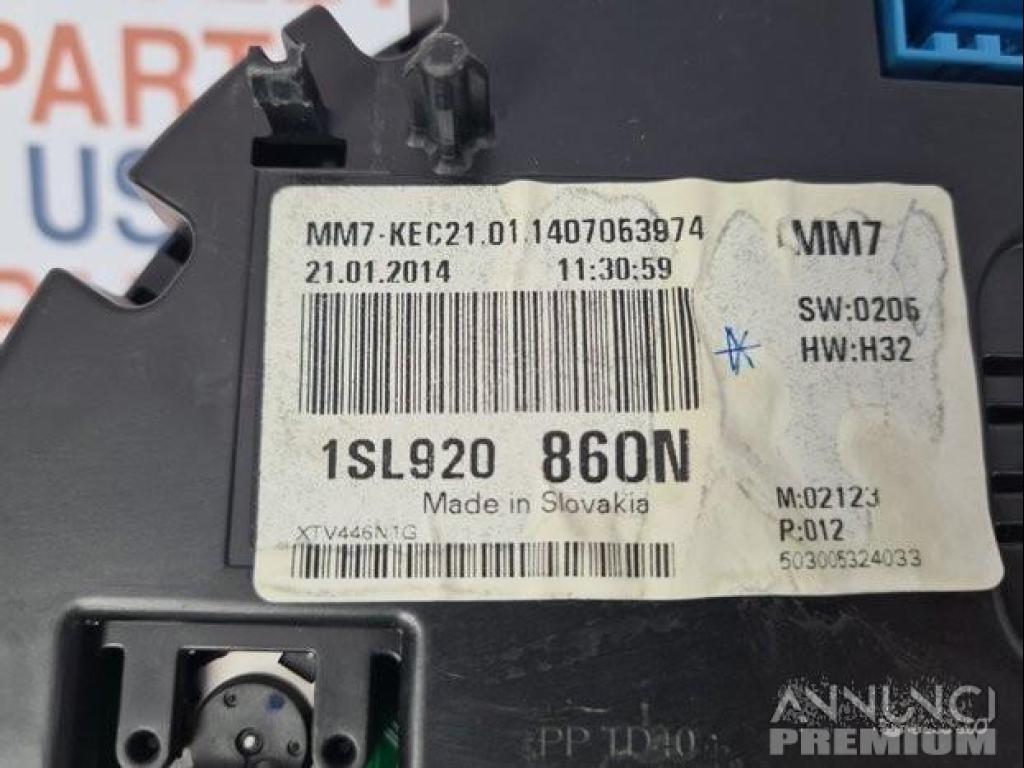 PART
US
MM7-KEC21.01.1407063974
MM7
21.01.2014 11:30:59
SW:0206
HW:H32
1SL920 860N
Made in Slovakia
XTV446N1G
M:02123
P:012
503005324033
PP TD40
ANNUNCI
PREMIUM